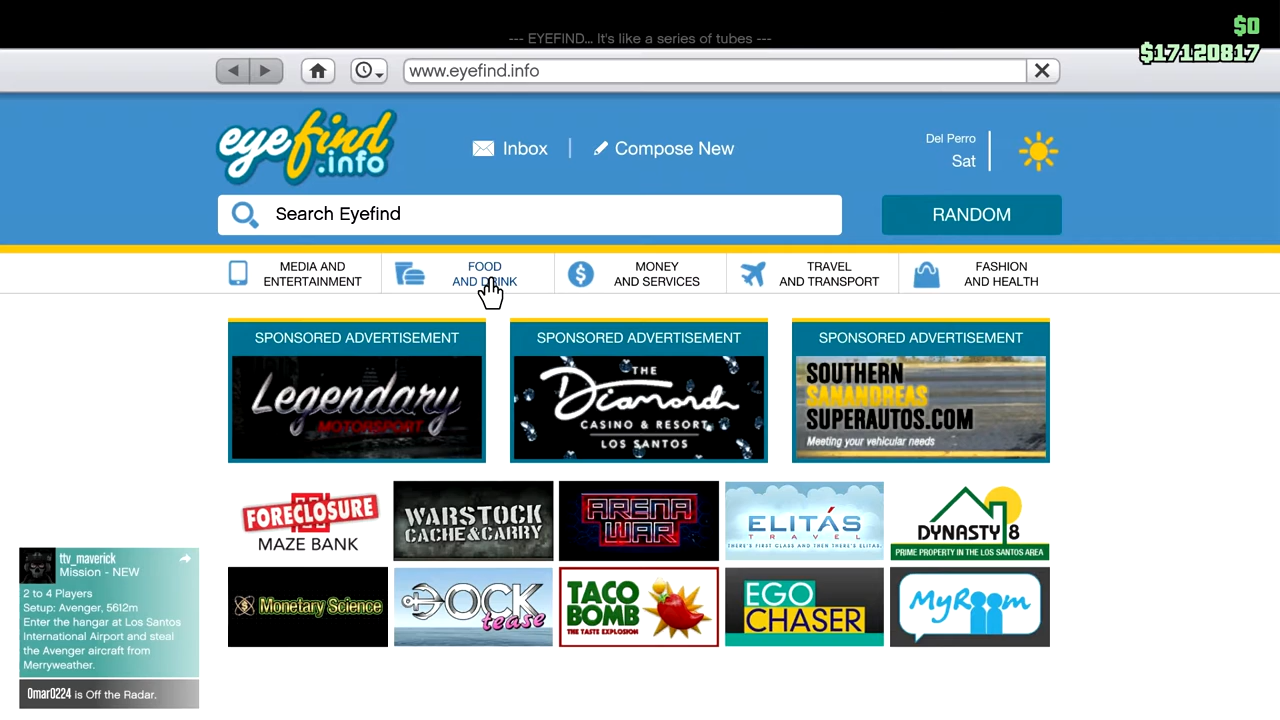 $0
--- EYEFIND... It's like a series of tubes ---
$17120817
www.eyefind.info
eyefind
.info
Inbox
Compose New
Del Perro
Sat
Search Eyefind
RANDOM
MEDIA AND
ENTERTAINMENT
FOOD
AND DRINK
MONEY
AND SERVICES
TRAVEL
AND TRANSPORT
FASHION
AND HEALTH
SPONSORED ADVERTISEMENT
Legendary
MOTORSPORT
SPONSORED ADVERTISEMENT
THE
Diamond
CASINO & RESORT
LOS SANTOS
SPONSORED ADVERTISEMENT
SOUTHERN
SANANDREAS
SUPERAUTOS.COM
Meeting your vehicular needs
FORECLOSURE
MAZE BANK
WARSTOCK
CACHE & CARRY
ARENA
WAR
ELITÁS
TRAVEL
THERE'S FIRST CLASS AND THEN THERE'S ELITÁS.
DYNASTY 8
PRIME PROPERTY IN THE LOS SANTOS AREA
Monetary Science
DOCK
tease
TACO
BOMB
THE TASTE EXPLOSION
EGO
CHASER
MyRoom
ttv_maverick
Mission - NEW
2 to 4 Players
Setup: Avenger, 5612m
Enter the hangar at Los Santos
International Airport and steal
the Avenger aircraft from
Merryweather.
0mar0224 is Off the Radar.